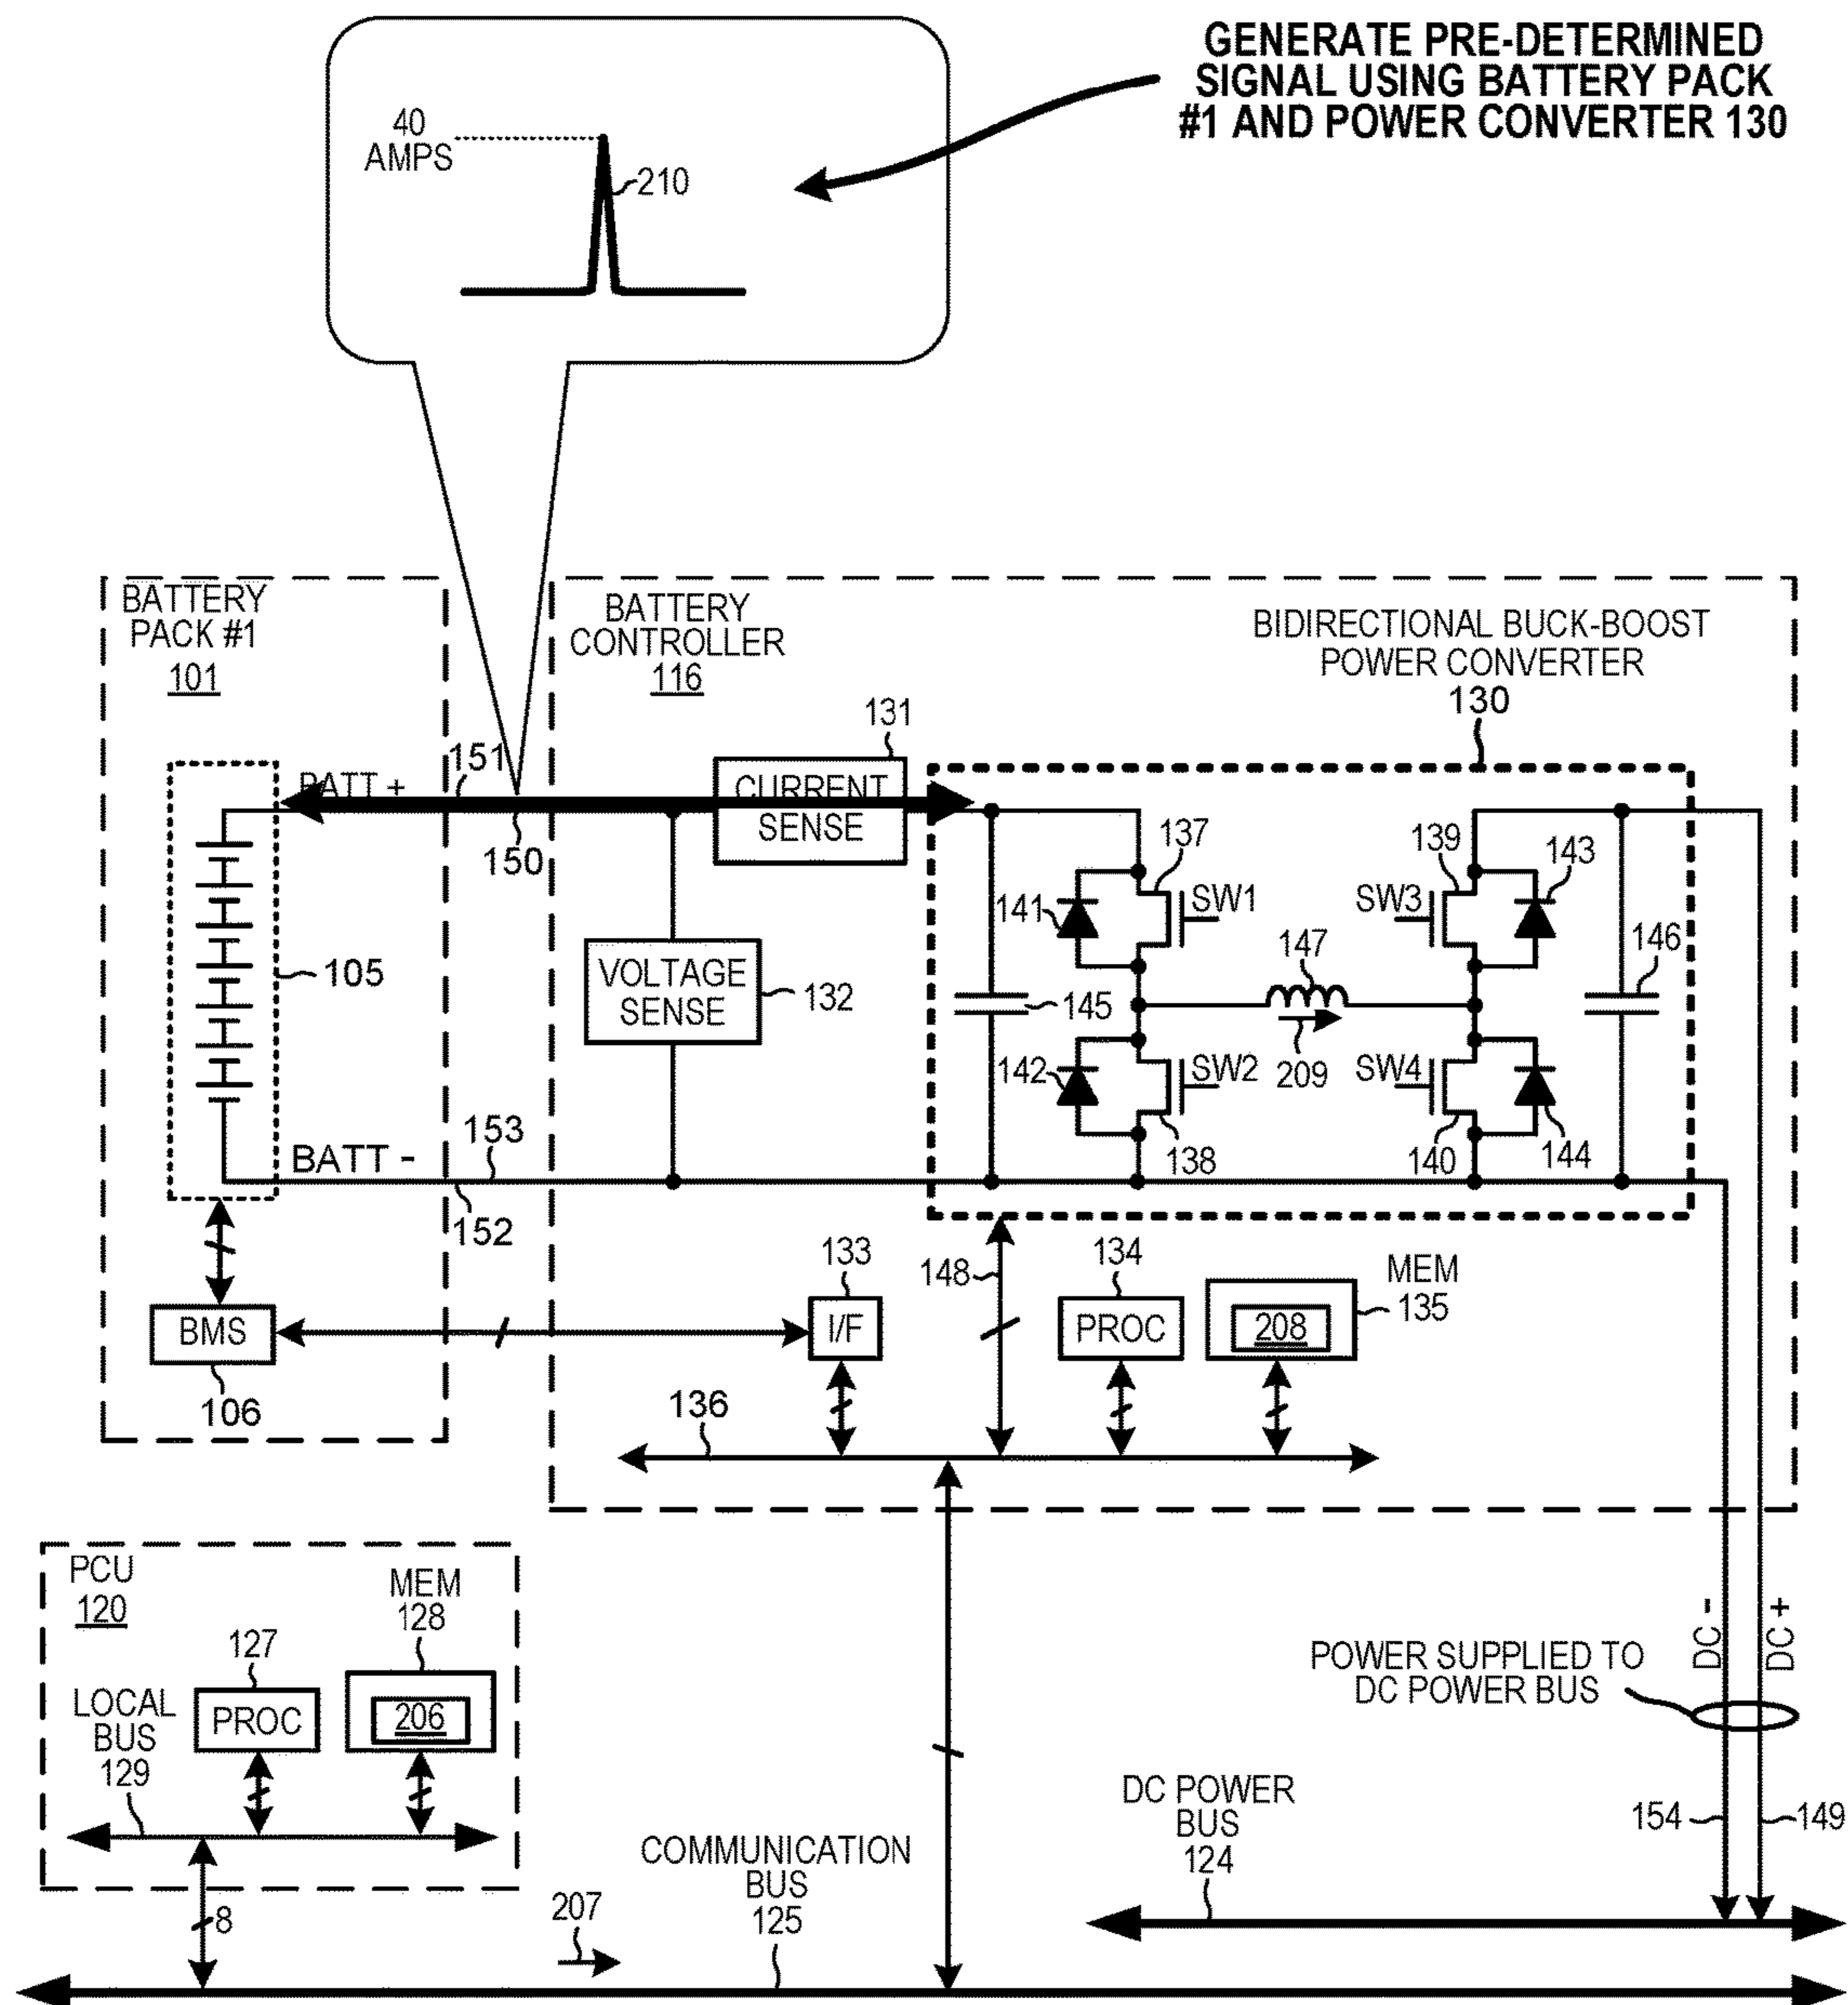 GENERATE PRE-DETERMINED
SIGNAL USING BATTERY PACK
#1 AND POWER CONVERTER 130
40
AMPS
210
BATTERY
PACK #1
101
BATTERY
CONTROLLER
116
BIDIRECTIONAL BUCK-BOOST
POWER CONVERTER
130
131
151
BATT +
CURRENT
SENSE
150
137
139
143
141
SW1
SW3
147
146
105
VOLTAGE
SENSE
132
145
142
SW2
209
SW4
153
BATT -
138
140
144
152
133
148
134
MEM
135
BMS
I/F
PROC
208
106
136
PCU
120
MEM
128
127
LOCAL
BUS
129
PROC
206
DC -
DC +
POWER SUPPLIED TO
DC POWER BUS
DC POWER
BUS
124
154
149
COMMUNICATION
BUS
125
8
207